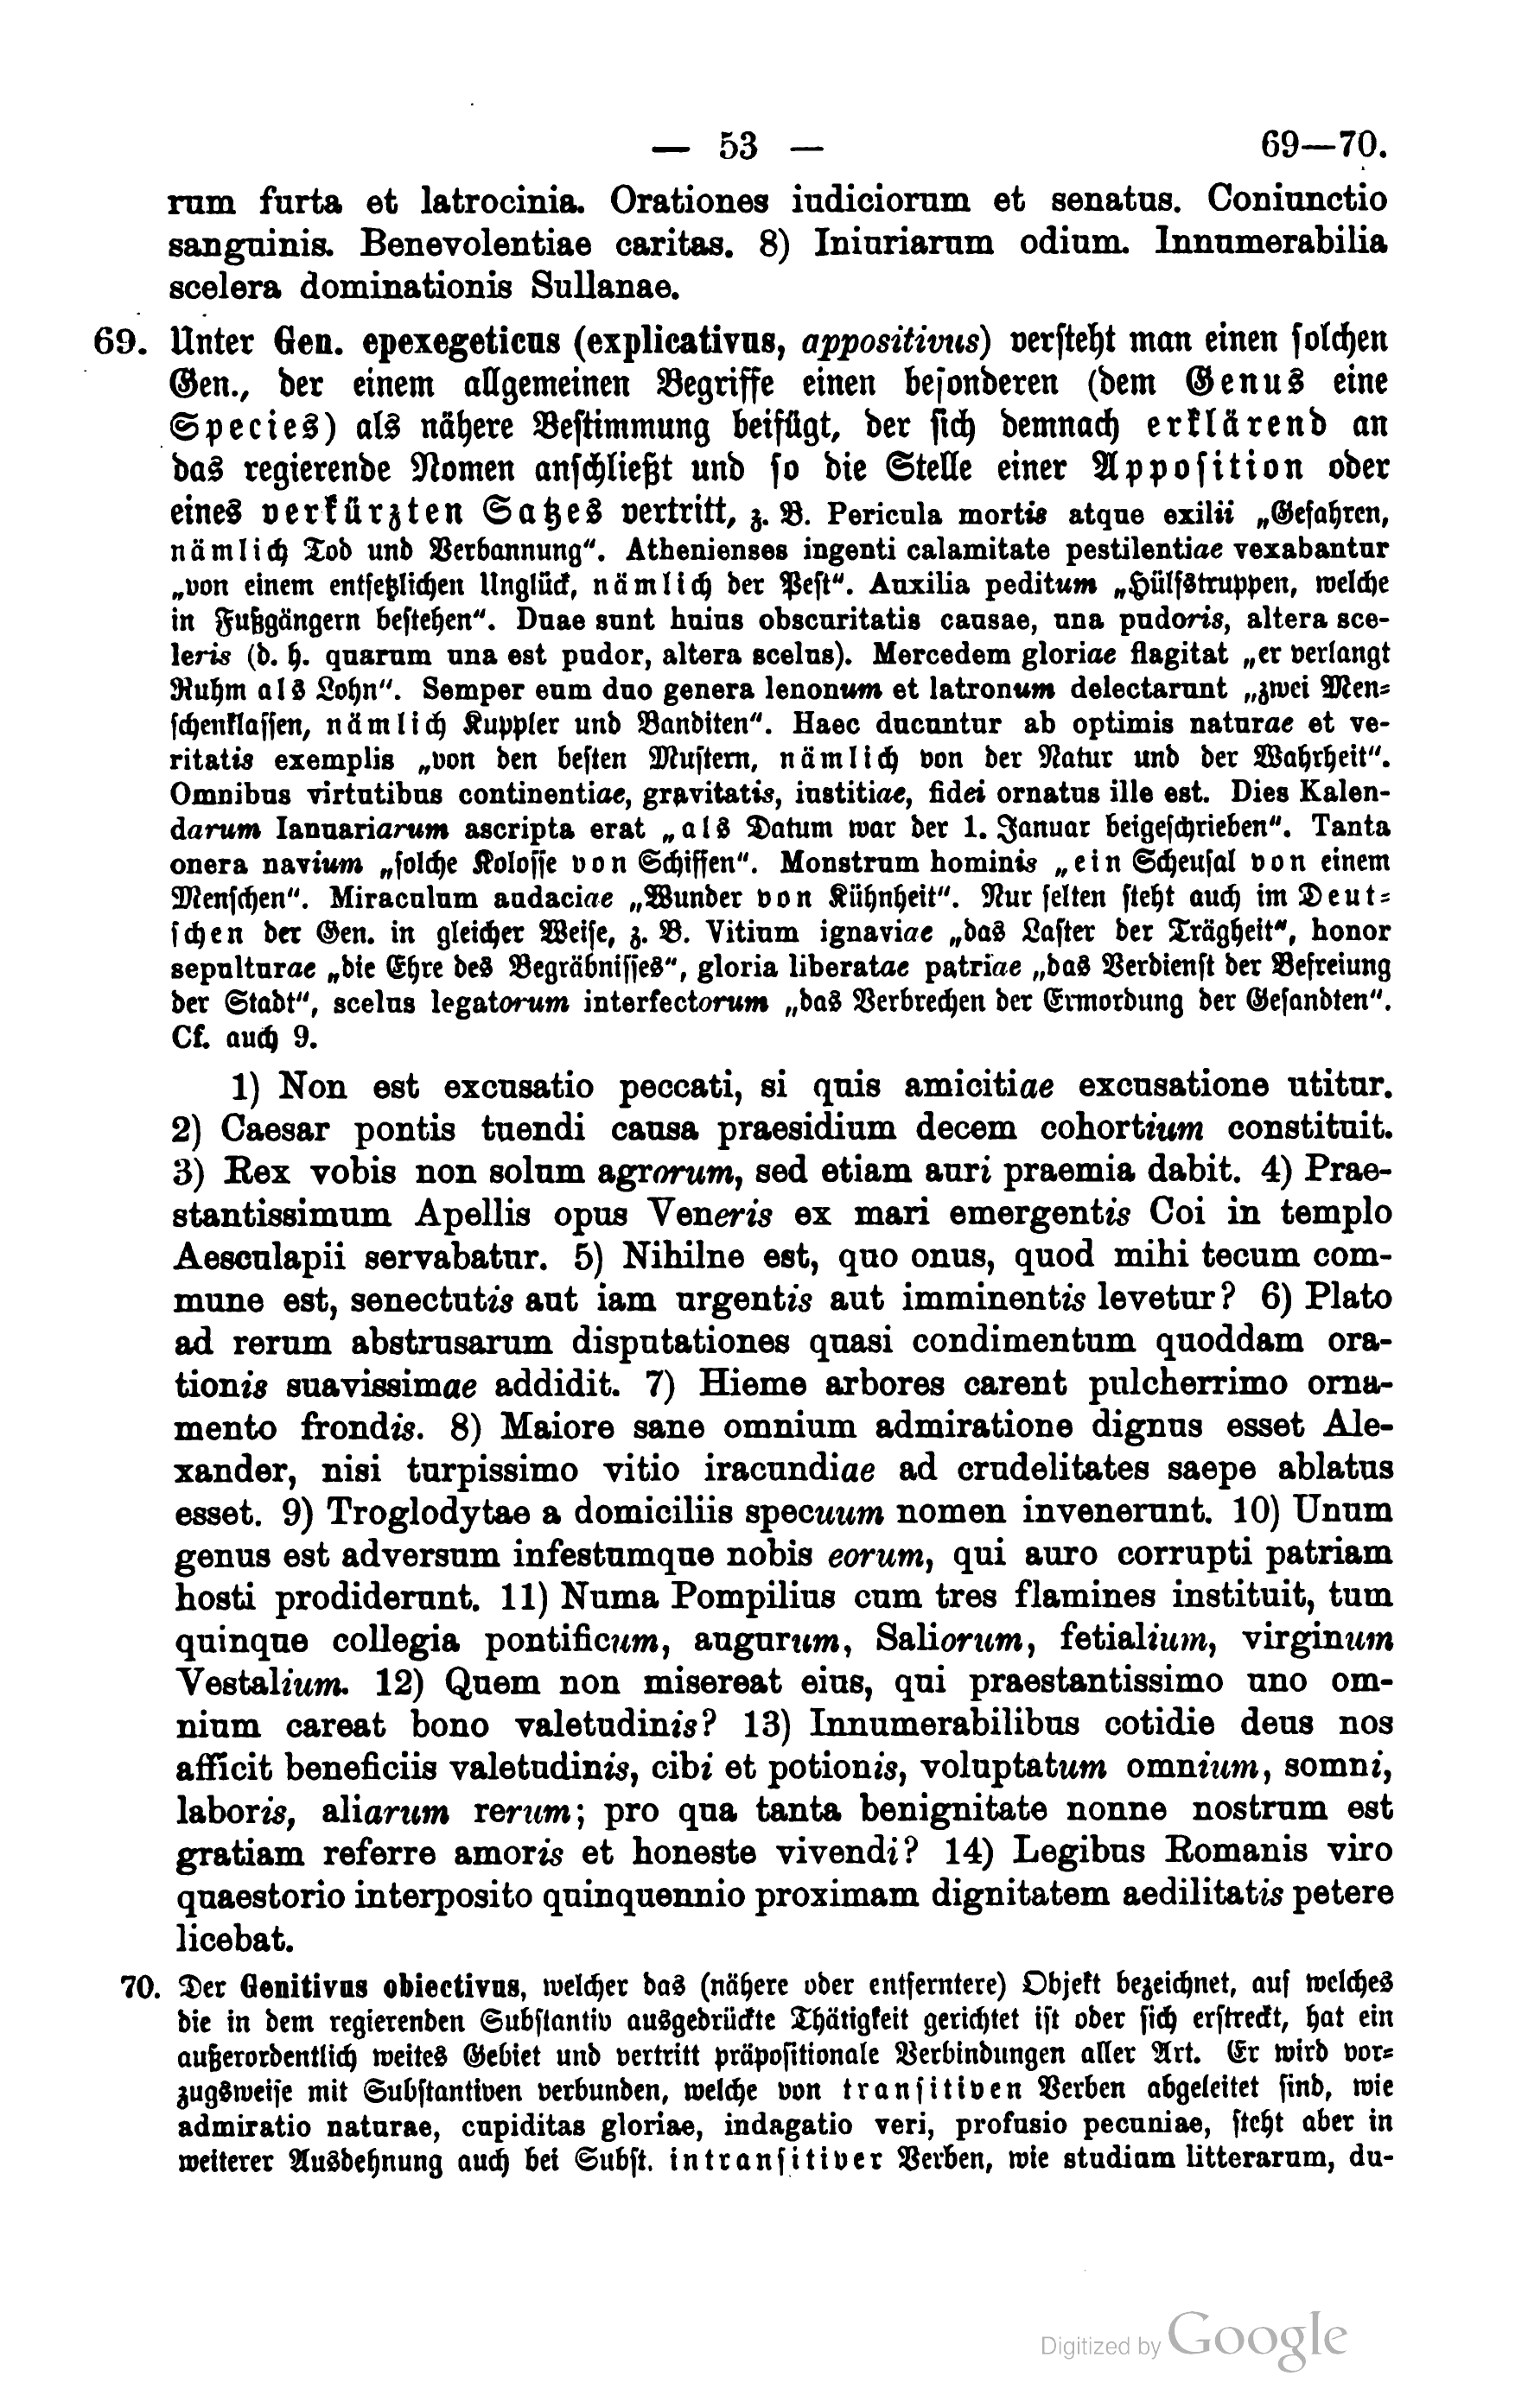 — 53 — 69—70.
rum furta et latrocinia. Orationes iudiciorum et senatus. Coniunctio
sanguinis. Benevolentiae caritas. 8) Iniuriarum odium. Innumerabilia
scelera dominationis Sullanae.
69. Unter Gen. epexegeticus (explicativus, appositivus) versteht man einen solchen
Gen., der einem allgemeinen Begriffe einen besonderen (dem Genus eine
Species) als nähere Bestimmung beifügt, der sich demnach erklärend an
das regierende Nomen anschließt und so die Stelle einer Apposition oder
eines verkürzten Satzes vertritt, z. B. Pericula mortis atque exilii „Gefahren,
nämlich Tod und Verbannung“. Athenienses ingenti calamitate pestilentiae vexabantur
„von einem entsetzlichen Unglück, nämlich der Pest“. Auxilia peditum „Hülfstruppen, welche
in Fußgängern bestehen“. Duae sunt huius obscuritatis causae, una pudoris, altera sce-
leris (d. h. quarum una est pudor, altera scelus). Mercedem gloriae flagitat „er verlangt
Ruhm als Lohn“. Semper eum duo genera lenonum et latronum delectarunt „zwei Men-
schenklassen, nämlich Kuppler und Banditen“. Haec ducuntur ab optimis naturae et ve-
ritatis exemplis „von den besten Mustern, nämlich von der Natur und der Wahrheit“.
Omnibus virtutibus continentiae, gravitatis, iustitiae, fidei ornatus ille est. Dies Kalen-
darum Ianuariarum ascripta erat „als Datum war der 1. Januar beigeschrieben“. Tanta
onera navium „solche Kolosse von Schiffen“. Monstrum hominis „ein Scheusal von einem
Menschen“. Miraculum audaciae „Wunder von Kühnheit“. Nur selten steht auch im Deut-
schen der Gen. in gleicher Weise, z. B. Vitium ignaviae „das Laster der Trägheit“, honor
sepulturae „die Ehre des Begräbnisses“, gloria liberatae patriae „das Verdienst der Befreiung
der Stadt“, scelus legatorum interfectorum „das Verbrechen der Ermordung der Gesandten“.
Cf. auch 9.
1) Non est excusatio peccati, si quis amicitiae excusatione utitur.
2) Caesar pontis tuendi causa praesidium decem cohortium constituit.
3) Rex vobis non solum agrorum, sed etiam auri praemia dabit. 4) Prae-
stantissimum Apellis opus Veneris ex mari emergentis Coi in templo
Aesculapii servabatur. 5) Nihilne est, quo onus, quod mihi tecum com-
mune est, senectutis aut iam urgentis aut imminentis levetur? 6) Plato
ad rerum abstrusarum disputationes quasi condimentum quoddam ora-
tionis suavissimae addidit. 7) Hieme arbores carent pulcherrimo orna-
mento frondis. 8) Maiore sane omnium admiratione dignus esset Ale-
xander, nisi turpissimo vitio iracundiae ad crudelitates saepe ablatus
esset. 9) Troglodytae a domiciliis specuum nomen invenerunt. 10) Unum
genus est adversum infestumque nobis eorum, qui auro corrupti patriam
hosti prodiderunt. 11) Numa Pompilius cum tres flamines instituit, tum
quinque collegia pontificum, augurum, Saliorum, fetialium, virginum
Vestalium. 12) Quem non misereat eius, qui praestantissimo uno om-
nium careat bono valetudinis? 13) Innumerabilibus cotidie deus nos
afficit beneficiis valetudinis, cibi et potionis, voluptatum omnium, somni,
laboris, aliarum rerum; pro qua tanta benignitate nonne nostrum est
gratiam referre amoris et honeste vivendi? 14) Legibus Romanis viro
quaestorio interposito quinquennio proximam dignitatem aedilitatis petere
licebat.
70. Der Genitivus obiectivus, welcher das (nähere oder entferntere) Objekt bezeichnet, auf welches
die in dem regierenden Substantiv ausgedrückte Thätigkeit gerichtet ist oder sich erstreckt, hat ein
außerordentlich weites Gebiet und vertritt präpositionale Verbindungen aller Art. Er wird vor-
zugsweise mit Substantiven verbunden, welche von transitiven Verben abgeleitet sind, wie
admiratio naturae, cupiditas gloriae, indagatio veri, profusio pecuniae, steht aber in
weiterer Ausdehnung auch bei Subst. intransitiver Verben, wie studium litterarum, du-
Digitized by Google